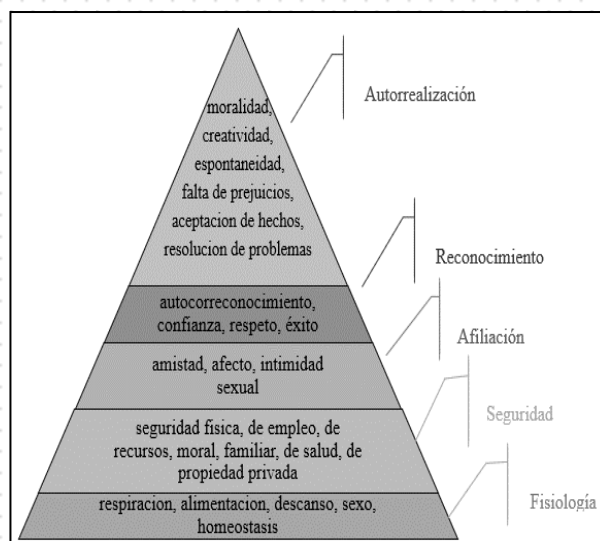 moralidad,
creatividad,
espontaneidad,
falta de prejuicios,
aceptacion de hechos,
resolucion de problemas
Autorrealización
autocorreconocimiento,
confianza, respeto, éxito
Reconocimiento
amistad, afecto, intimidad
sexual
Afiliación
seguridad física, de empleo, de
recursos, moral, familiar, de salud, de
propiedad privada
Seguridad
respiracion, alimentacion, descanso, sexo,
homeostasis
Fisiología